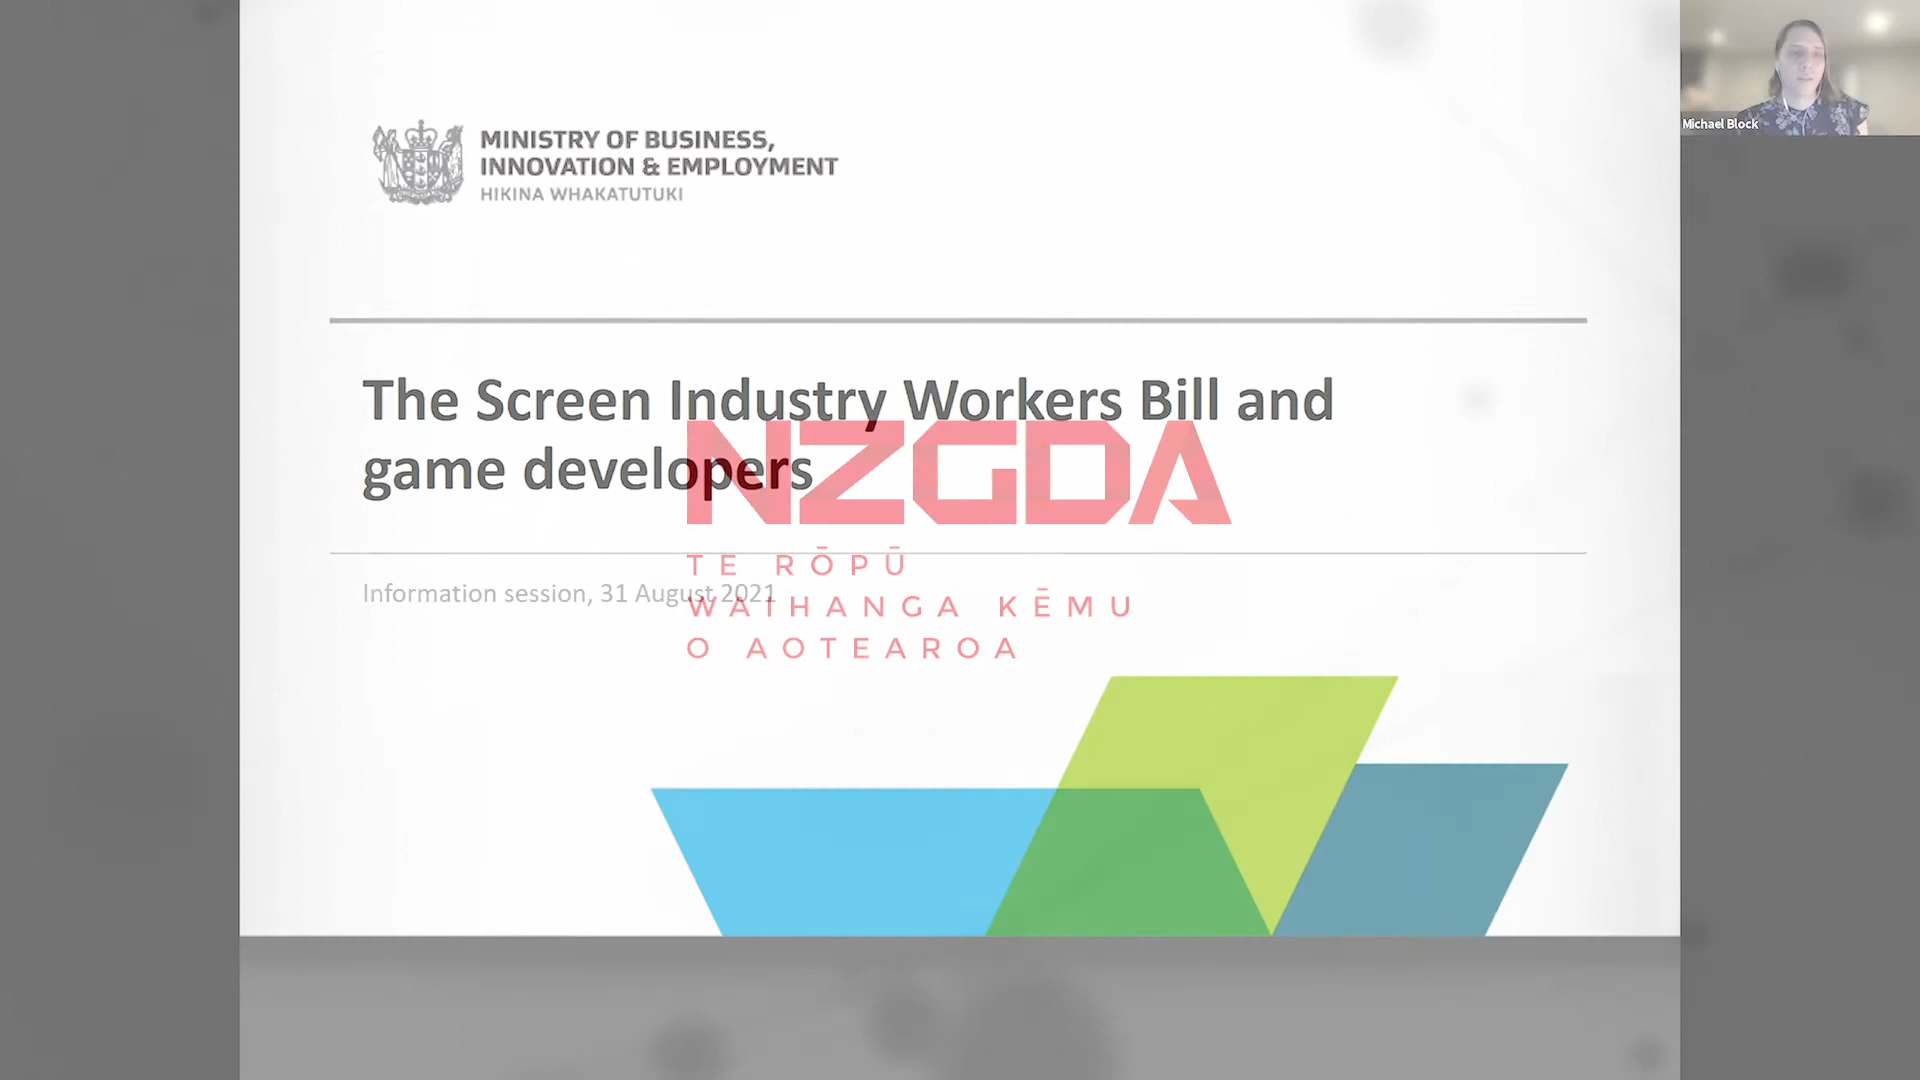 MINISTRY OF BUSINESS,
INNOVATION & EMPLOYMENT
HIKINA WHAKATUTUKI
Michael Block
The Screen Industry Workers Bill and
game developers
NZGDA
TE RŌPŪ
Information session, 31 August 2021
WAIHANGA KĒMU
O AOTEAROA